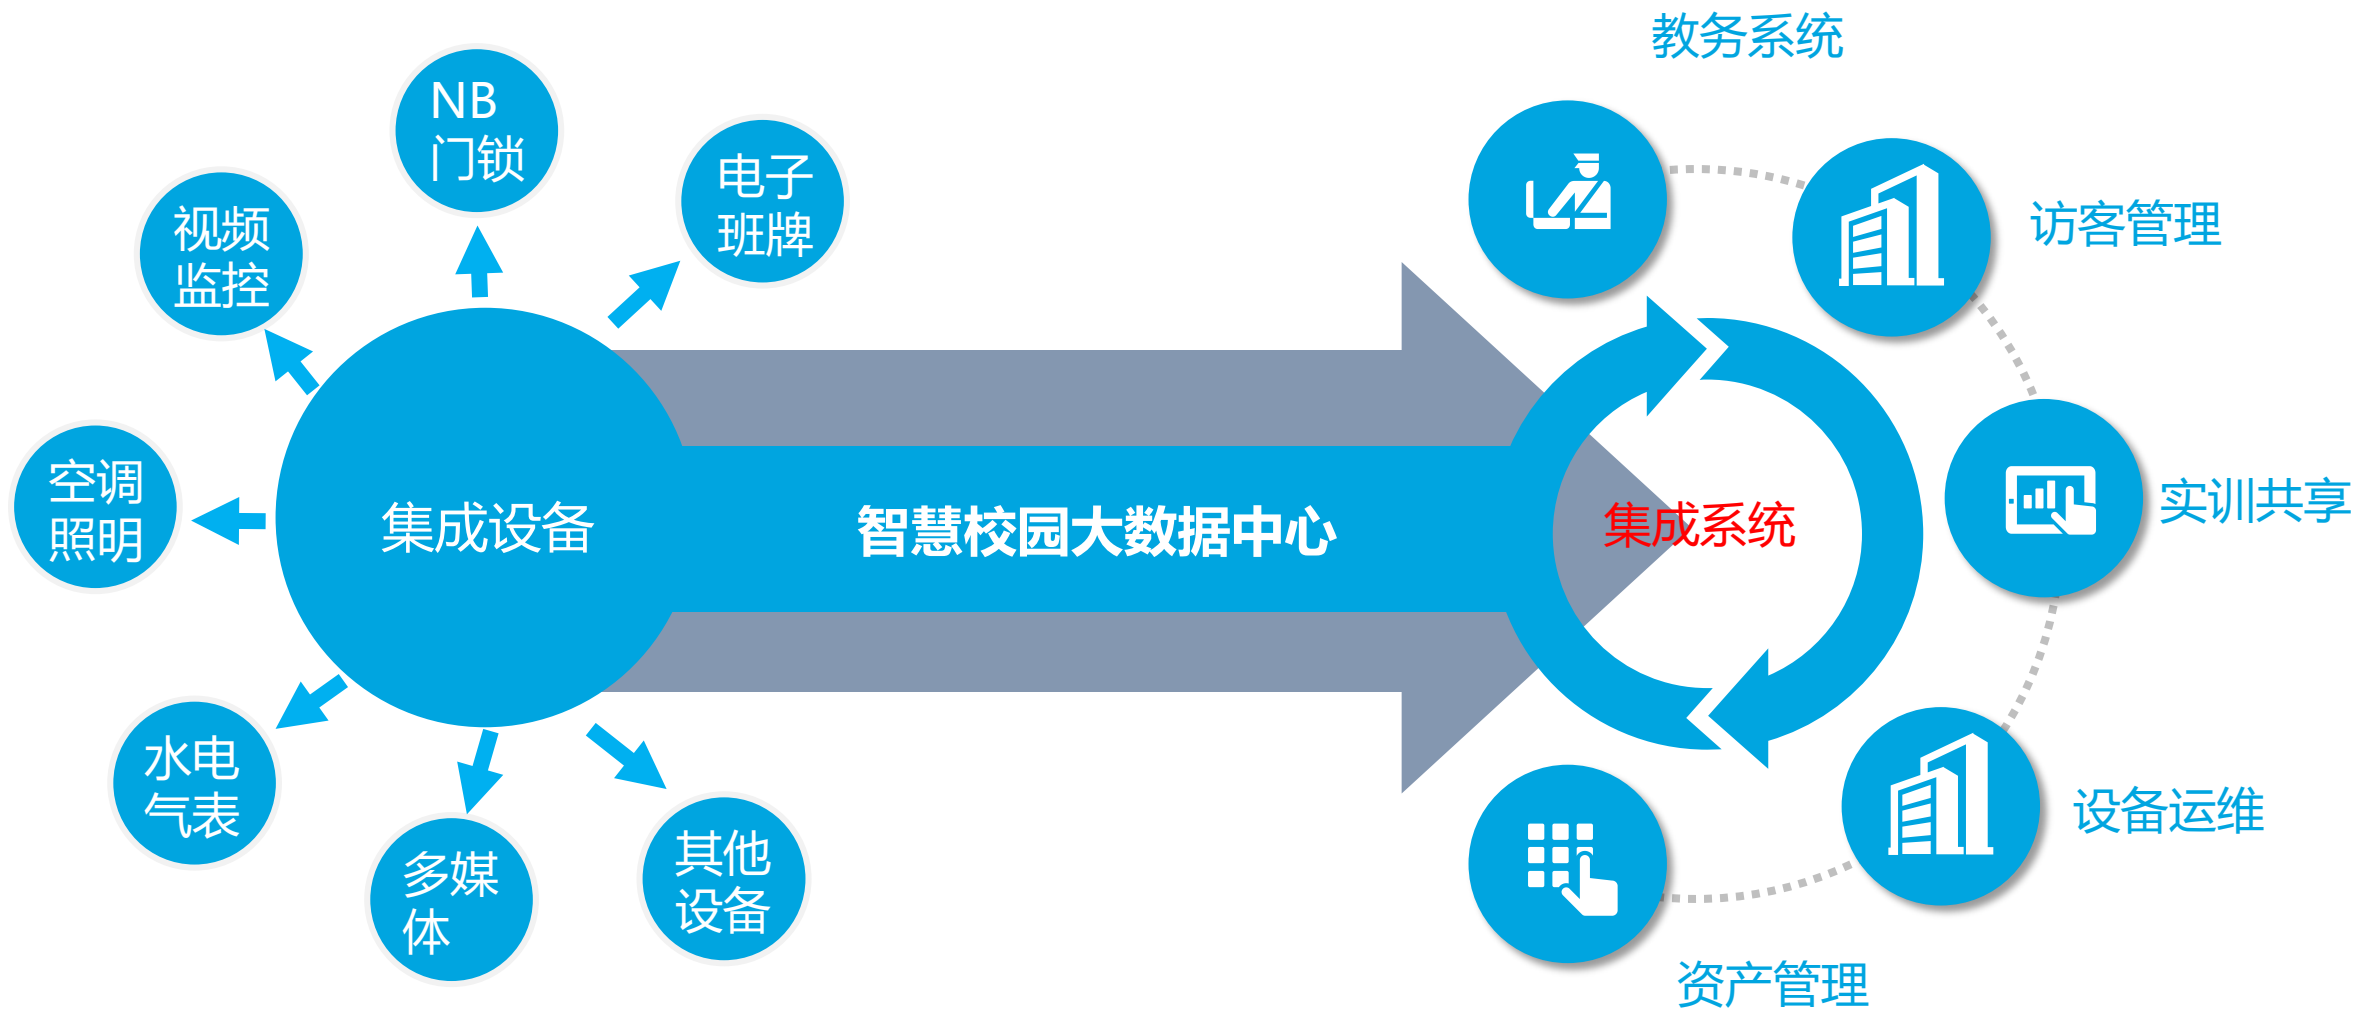 教务系统
NB
门锁
电子
班牌
视频
监控
访客管理
空调
照明
集成设备
智慧校园大数据中心
集成系统
实训共享
水电
气表
多媒
体
其他
设备
设备运维
资产管理